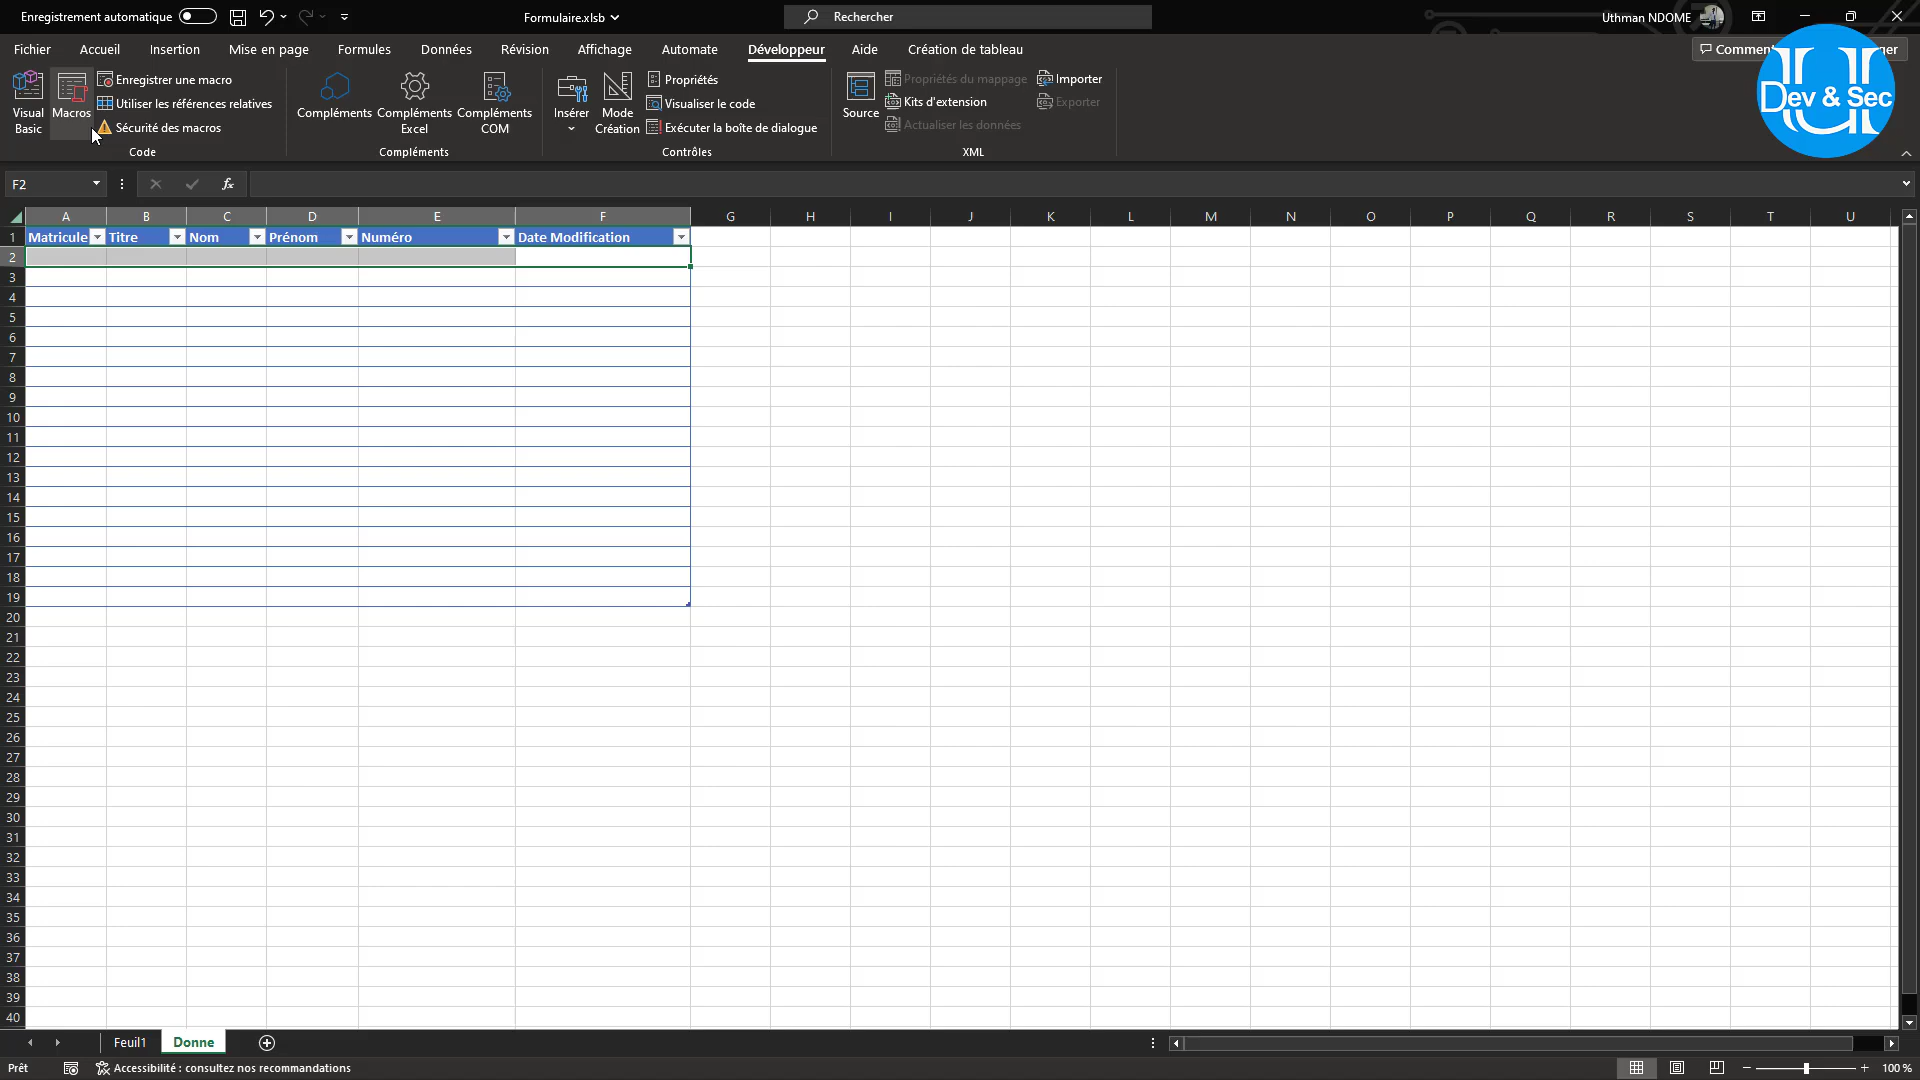 Enregistrement automatique
Formulaire.xlsb
Rechercher
Uthman NDOME
Fichier Accueil Insertion Mise en page Formules Données Révision Affichage Automate Développeur Aide Création de tableau
Dev & Sec
Visual Basic
Macros
Enregistrer une macro
Utiliser les références relatives
Sécurité des macros
Code
Compléments
Compléments Excel
Compléments COM
Compléments
Insérer
Mode Création
Propriétés
Visualiser le code
Exécuter la boîte de dialogue
Contrôles
Source
Propriétés du mappage
Kits d'extension
Actualiser les données
Importer
Exporter
XML
F2
fx
A B C D E F G H I J K L M N O P Q R S T U
1 Matricule Titre Nom Prénom Numéro Date Modification
2
3
4
5
6
7
8
9
10
11
12
13
14
15
16
17
18
19
20
21
22
23
24
25
26
27
28
29
30
31
32
33
34
35
36
37
38
39
40
Feuil1 Donne
Prêt
Accessibilité : consultez nos recommandations
100 %